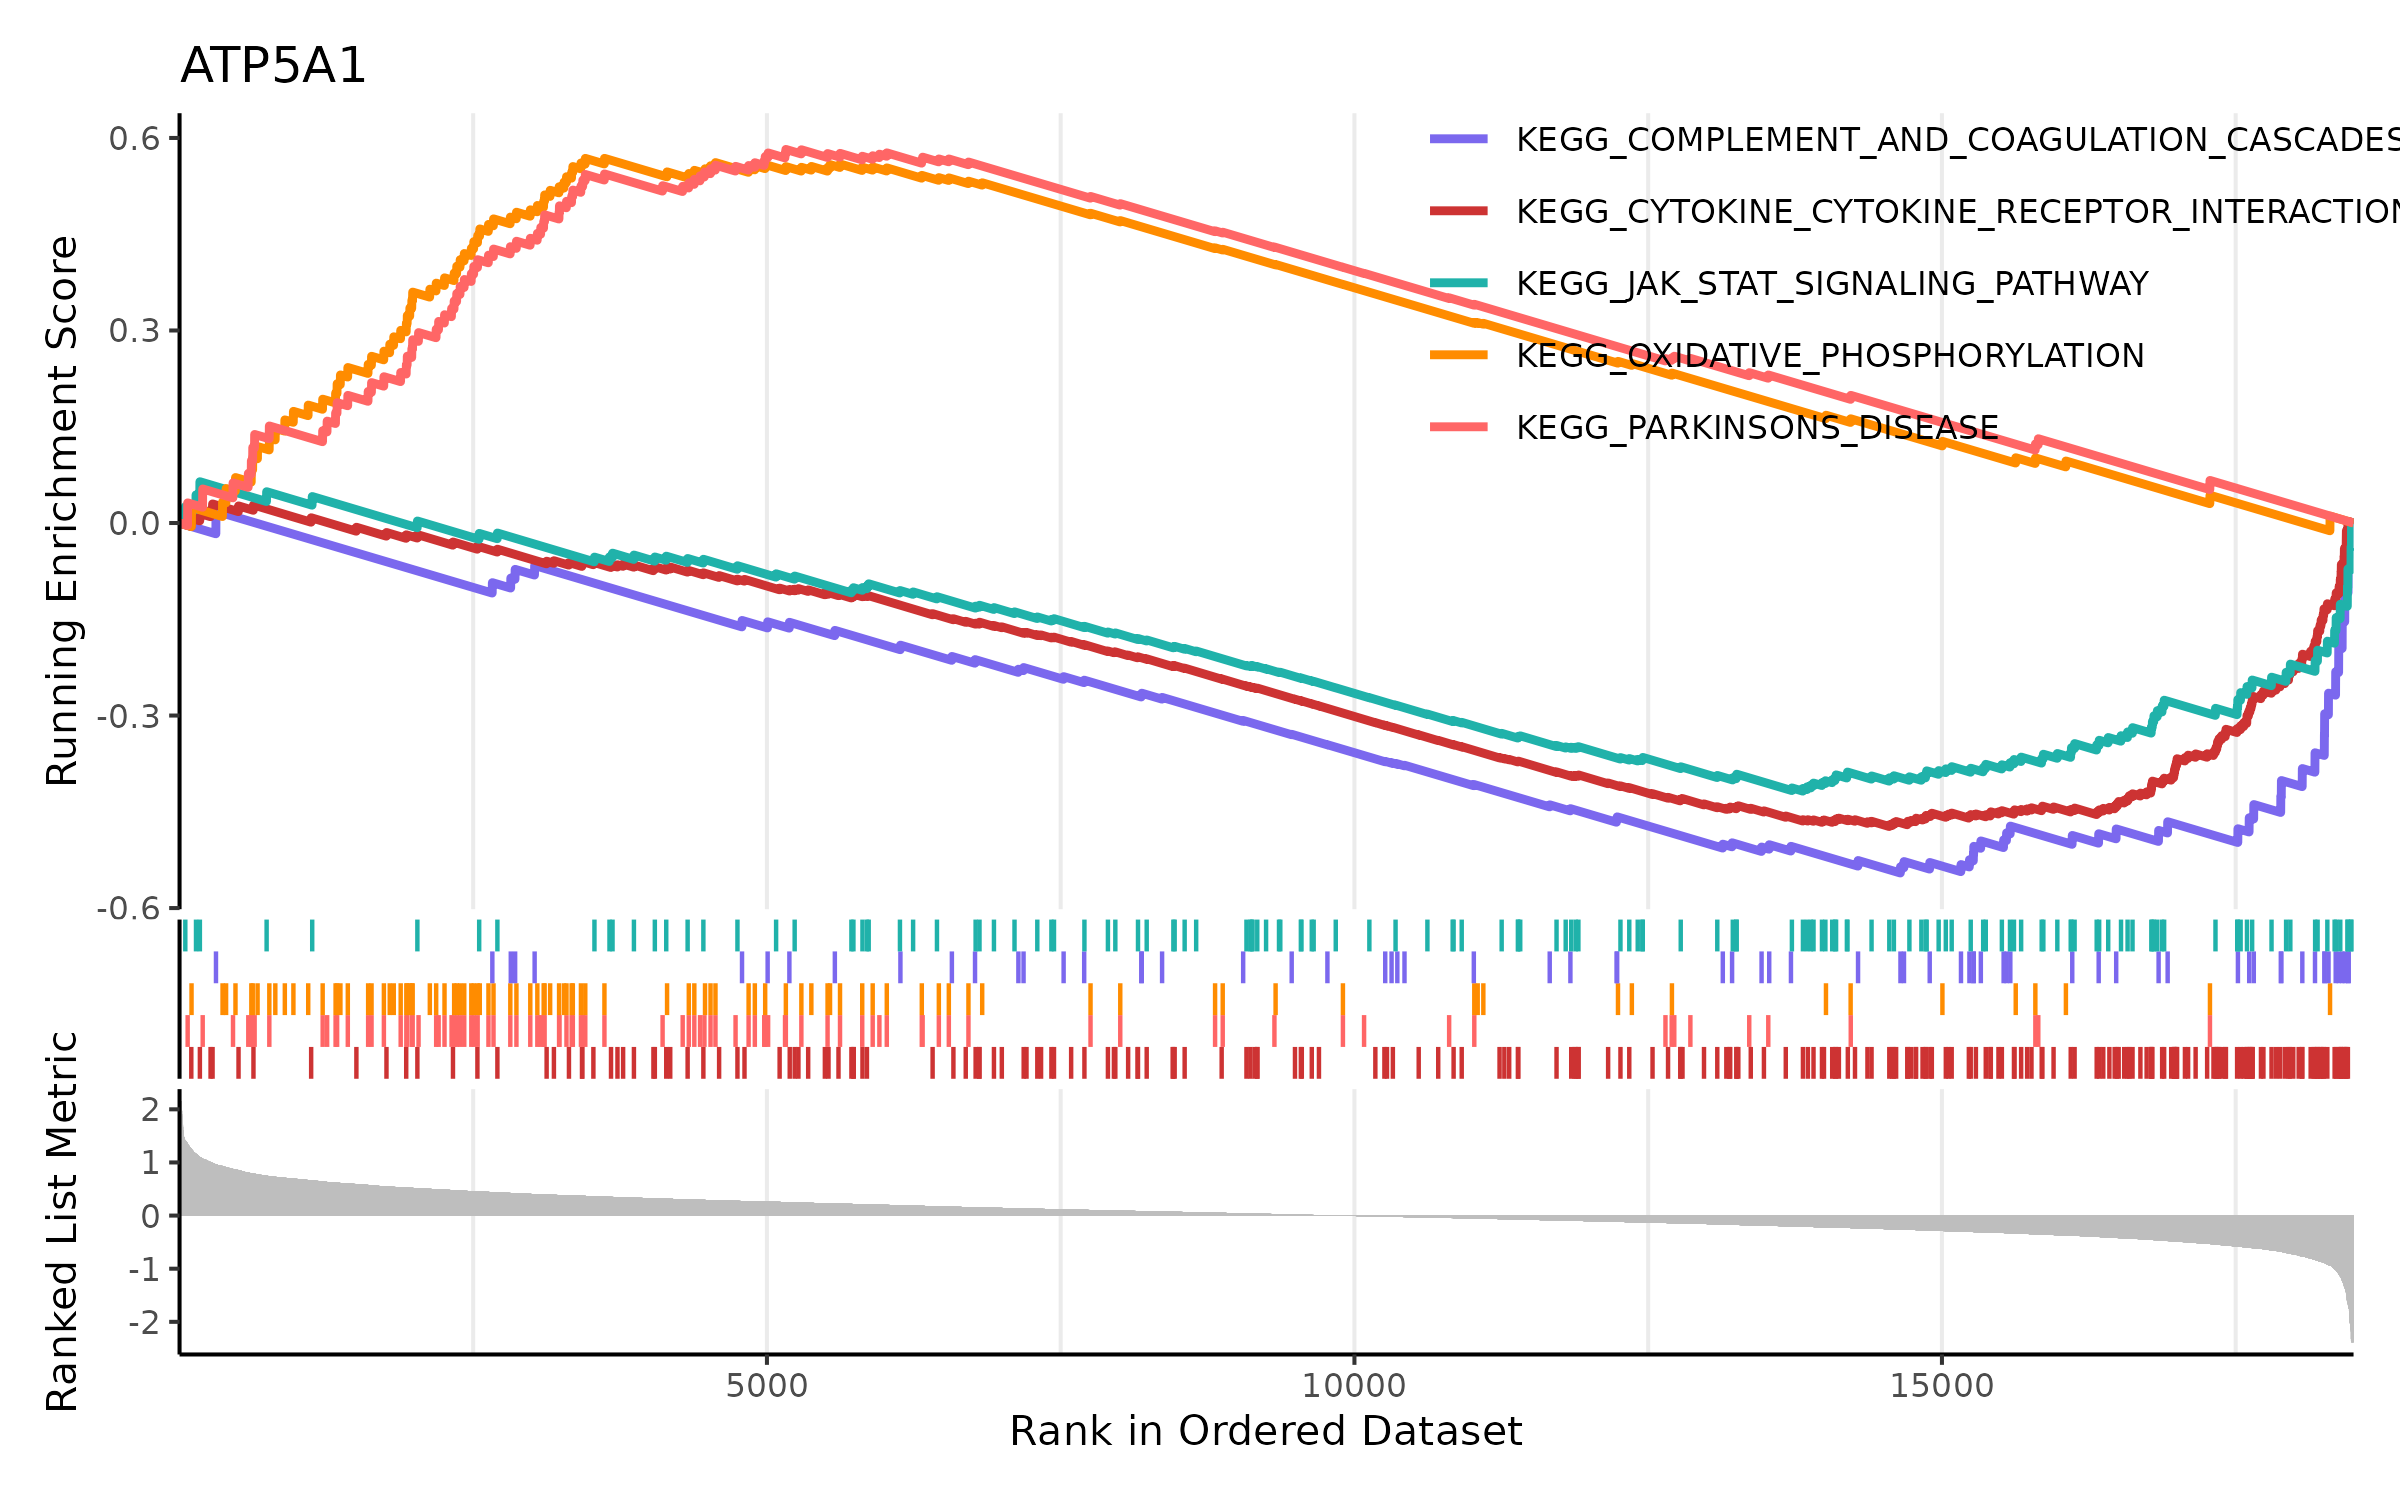 ATP5A1
Running Enrichment Score
0.6
0.3
0.0
-0.3
-0.6
KEGG_COMPLEMENT_AND_COAGULATION_CASCADES
KEGG_CYTOKINE_CYTOKINE_RECEPTOR_INTERACTION
KEGG_JAK_STAT_SIGNALING_PATHWAY
KEGG_OXIDATIVE_PHOSPHORYLATION
KEGG_PARKINSONS_DISEASE
Ranked List Metric
2
1
0
-1
-2
5000 10000 15000
Rank in Ordered Dataset